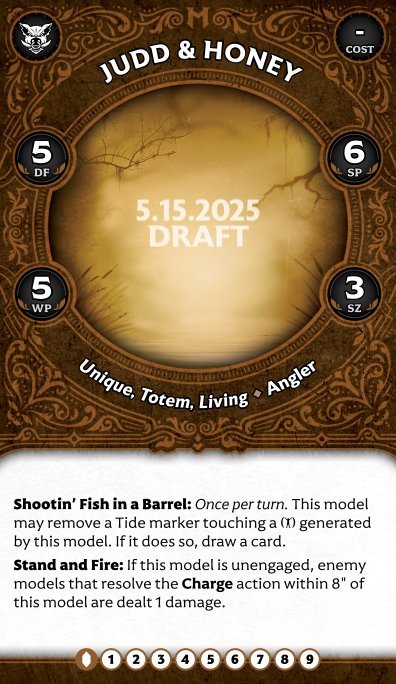 JUDD & HONEY
-
COST
5
DF
6
SP
5.15.2025
DRAFT
5
WP
3
SZ
Unique, Totem, Living ◆ Angler
Shootin' Fish in a Barrel: Once per turn. This model
may remove a Tide marker touching a () generated
by this model. If it does so, draw a card.
Stand and Fire: If this model is unengaged, enemy
models that resolve the Charge action within 8" of
this model are dealt 1 damage.
1 2 3 4 5 6 7 8 9